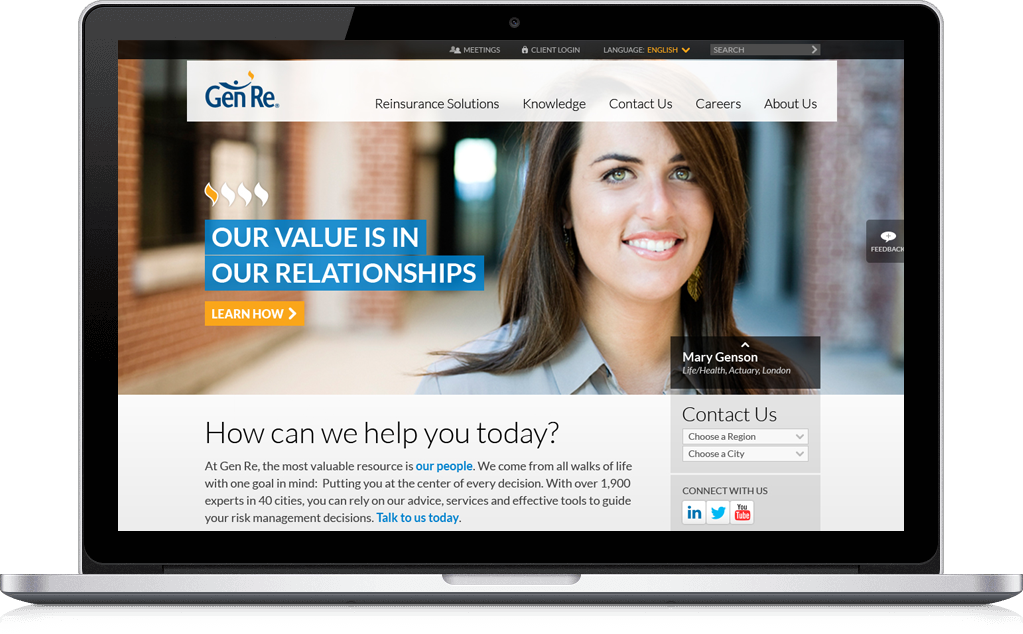 MEETINGS
CLIENT LOGIN
LANGUAGE: ENGLISH
SEARCH
Gen Re®
Reinsurance Solutions
Knowledge
Contact Us
Careers
About Us
OUR VALUE IS IN
OUR RELATIONSHIPS
LEARN HOW
FEEDBACK
Mary Genson
Life/Health, Actuary, London
How can we help you today?
At Gen Re, the most valuable resource is our people. We come from all walks of life
with one goal in mind: Putting you at the center of every decision. With over 1,900
experts in 40 cities, you can rely on our advice, services and effective tools to guide
your risk management decisions. Talk to us today.
Contact Us
Choose a Region
Choose a City
CONNECT WITH US
in
You
Tube